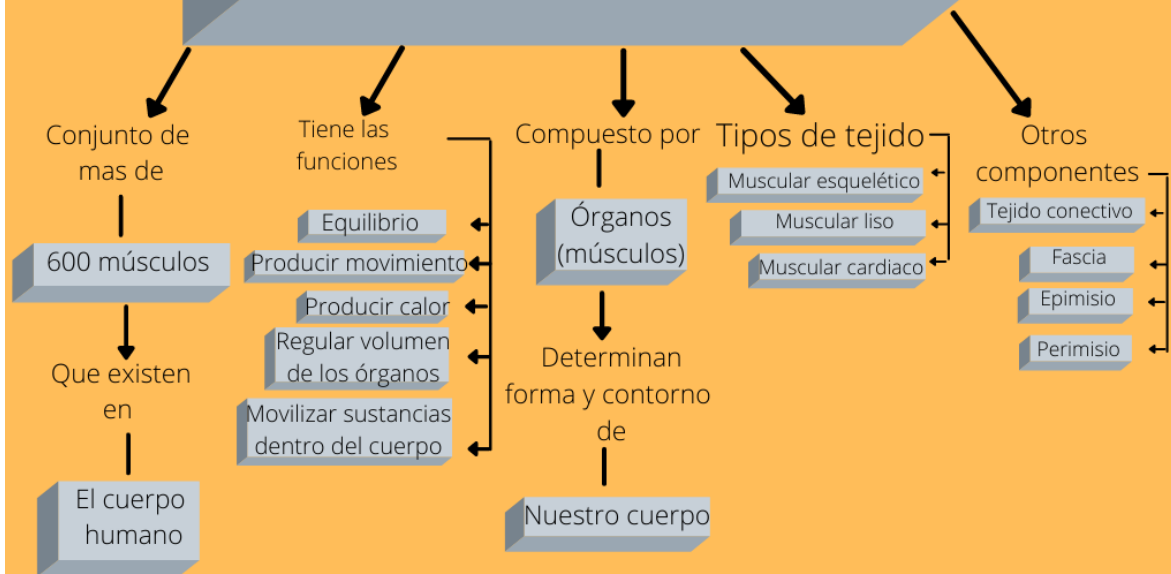 Conjunto de
mas de
600 músculos
Que existen
en
El cuerpo
humano
Tiene las
funciones
Equilibrio
Producir movimiento
Producir calor
Regular volumen
de los órganos
Movilizar sustancias
dentro del cuerpo
Compuesto por
Órganos
(músculos)
Determinan
forma y contorno
de
Nuestro cuerpo
Tipos de tejido
Muscular esquelético
Muscular liso
Muscular cardiaco
Otros
componentes
Tejido conectivo
Fascia
Epimisio
Perimisio